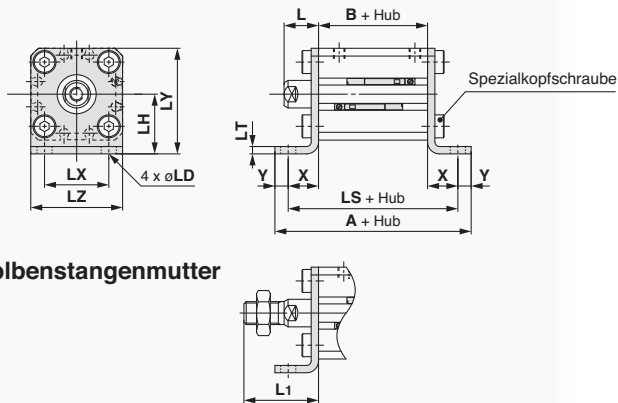 L
B + Hub
Spezialkopfschraube
LH
LY
LT
LX
LZ
4 x øLD
Y
X
X
Y
LS + Hub
A + Hub
olbenstangenmutter
L1